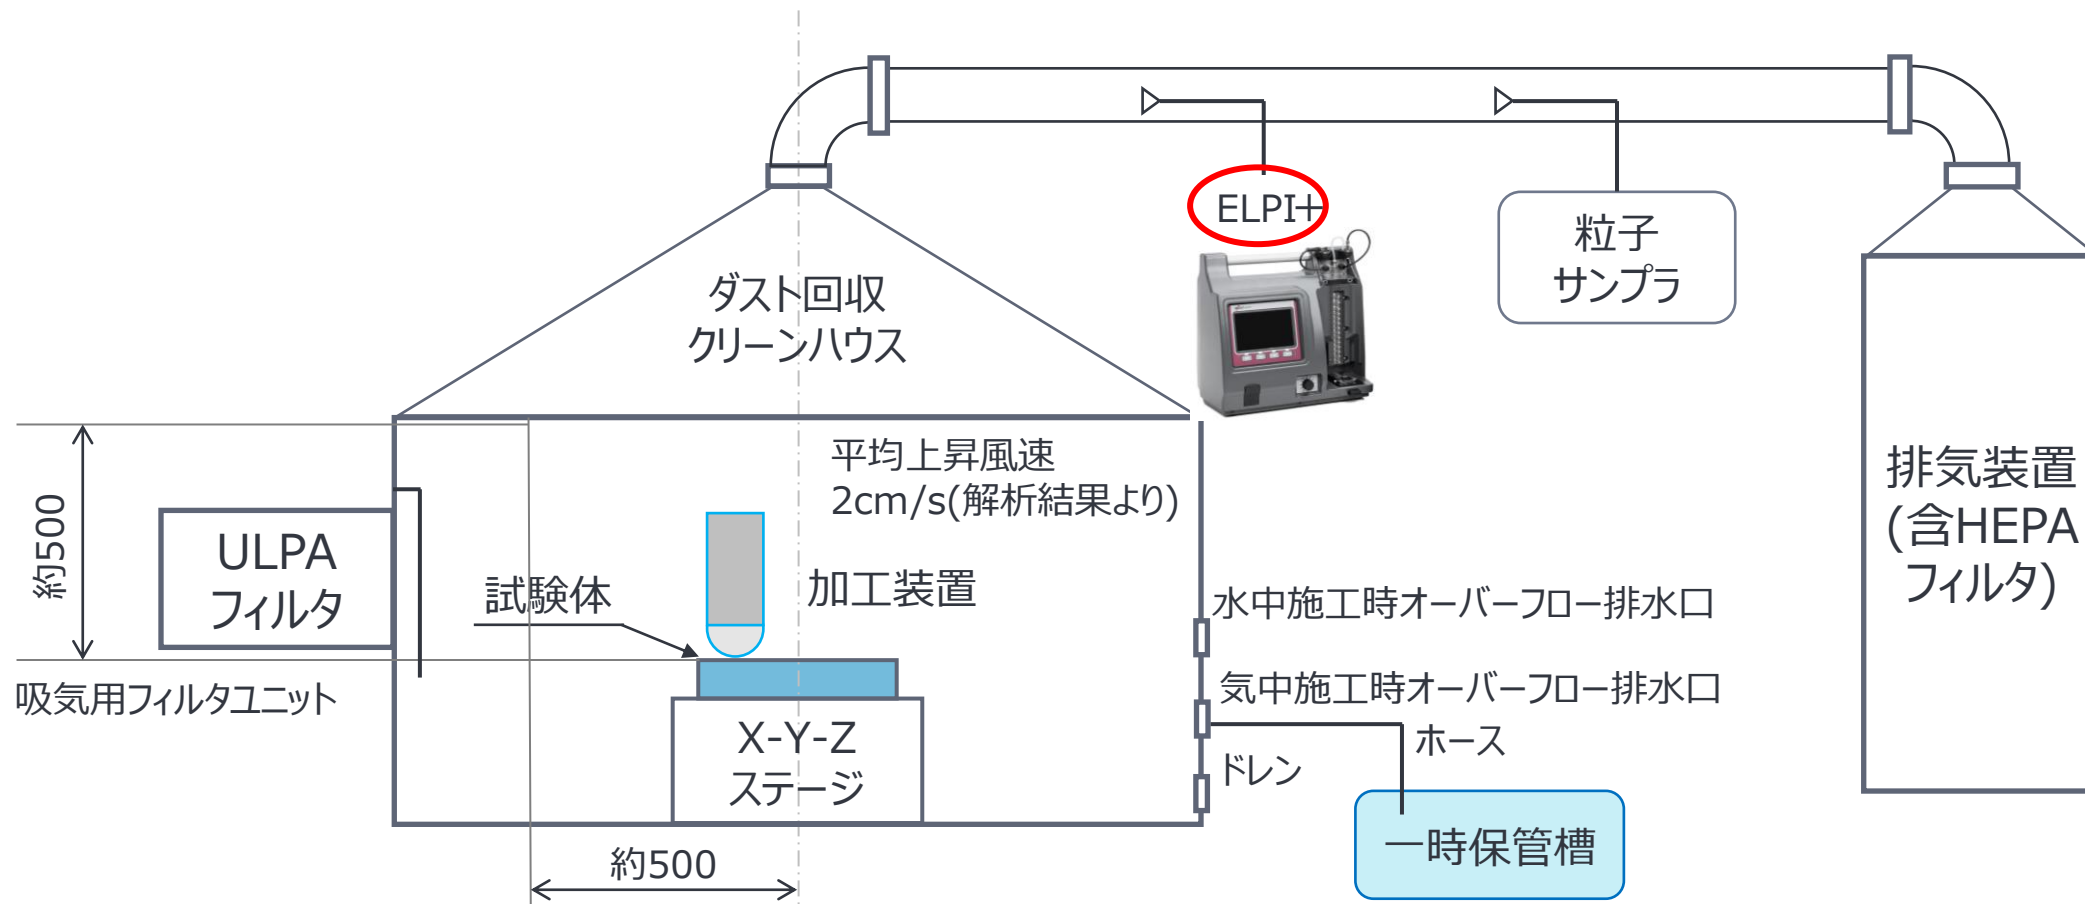 ELPI+
粒子
サンプラ
ダスト回収
クリーンハウス
平均上昇風速
2cm/s(解析結果より)
約500
ULPA
フィルタ
試験体
加工装置
排気装置
(含HEPA
フィルタ)
水中施工時オーバーフロー排水口
吸気用フィルタユニット
気中施工時オーバーフロー排水口
X-Y-Z
ステージ
ホース
ドレン
約500
一時保管槽